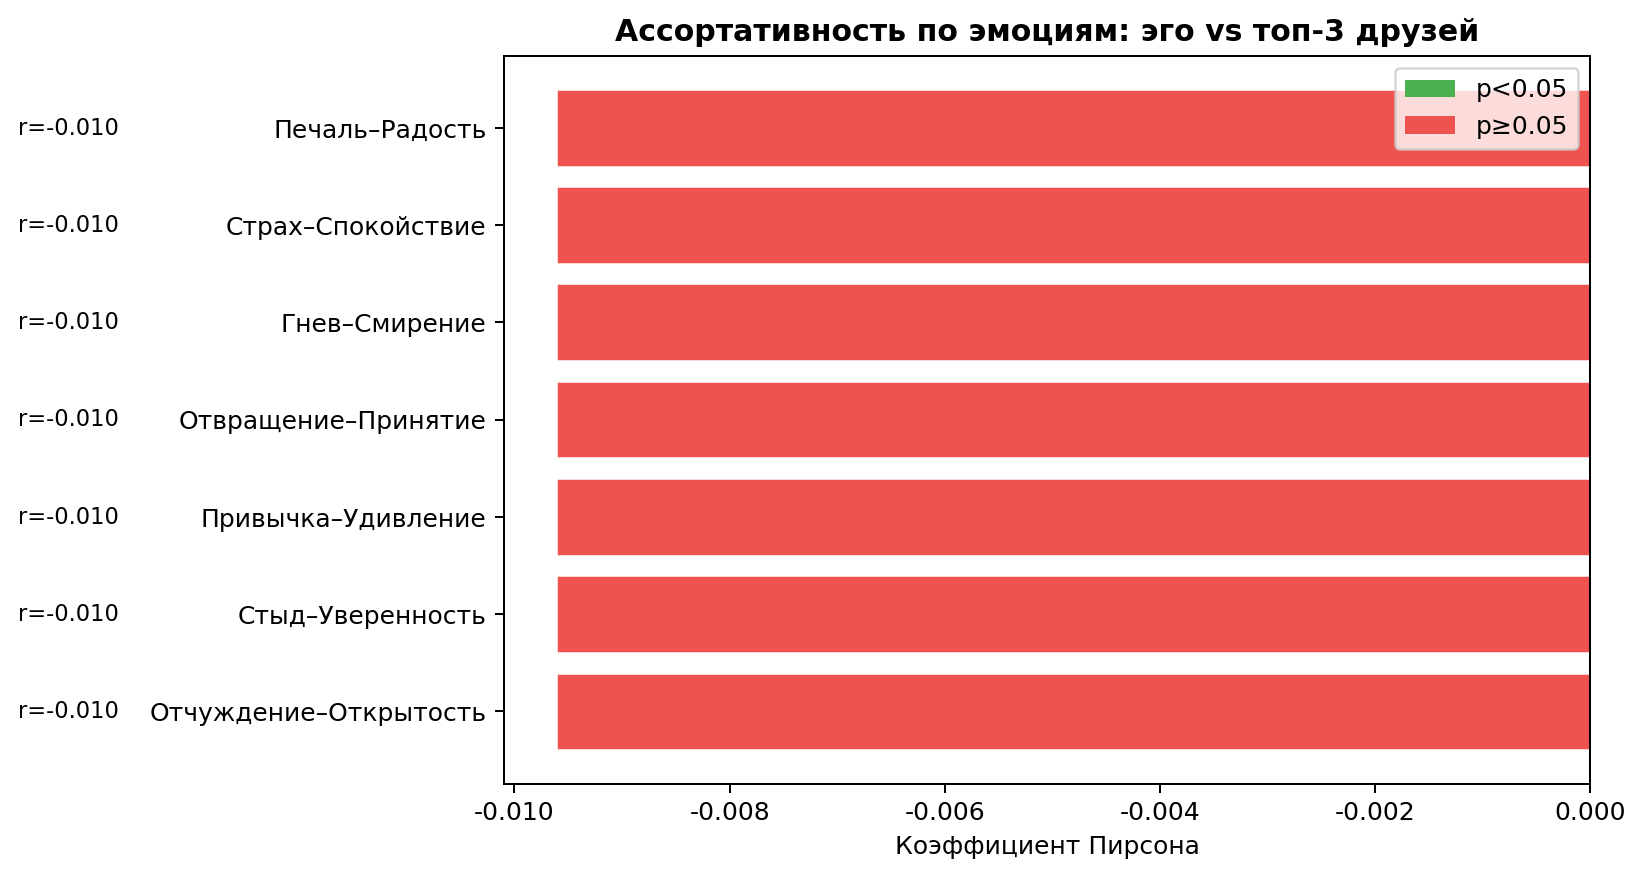 Ассортативность по эмоциям: эго vs топ-3 друзей
p<0.05
p≥0.05
r=-0.010 Печаль–Радость
r=-0.010 Страх–Спокойствие
r=-0.010 Гнев–Смирение
r=-0.010 Отвращение–Принятие
r=-0.010 Привычка–Удивление
r=-0.010 Стыд–Уверенность
r=-0.010 Отчуждение–Открытость
-0.010 -0.008 -0.006 -0.004 -0.002 0.000
Коэффициент Пирсона